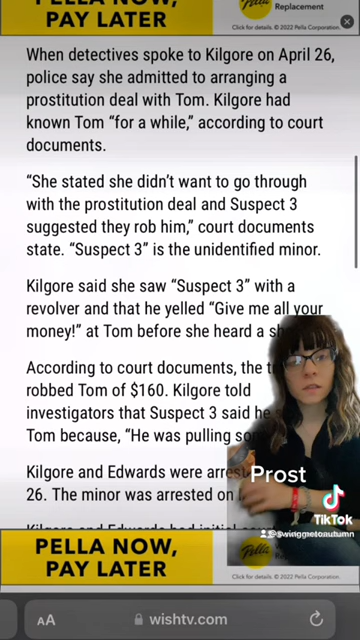 PAY LATER
Pella
Replacement
Click for details. © 2022 Pella Corporation.
When detectives spoke to Kilgore on April 26,
police say she admitted to arranging a
prostitution deal with Tom. Kilgore had
known Tom “for a while,” according to court
documents.
“She stated she didn’t want to go through
with the prostitution deal and Suspect 3
suggested they rob him,” court documents
state. “Suspect 3” is the unidentified minor.
Kilgore said she saw “Suspect 3” with a
revolver and that he yelled “Give me all your
money!” at Tom before she heard a
According to court documents, the
robbed Tom of $160. Kilgore told
investigators that Suspect 3 said he
Tom because, “He was pulling
Kilgore and Edwards were
26. The minor was arrested on
Prost
TikTok
Kilgore and Edwards had initial
PELLA NOW,
PAY LATER
Pella
Click for details. © 2022 Pella Corporation.
AA
wishtv.com